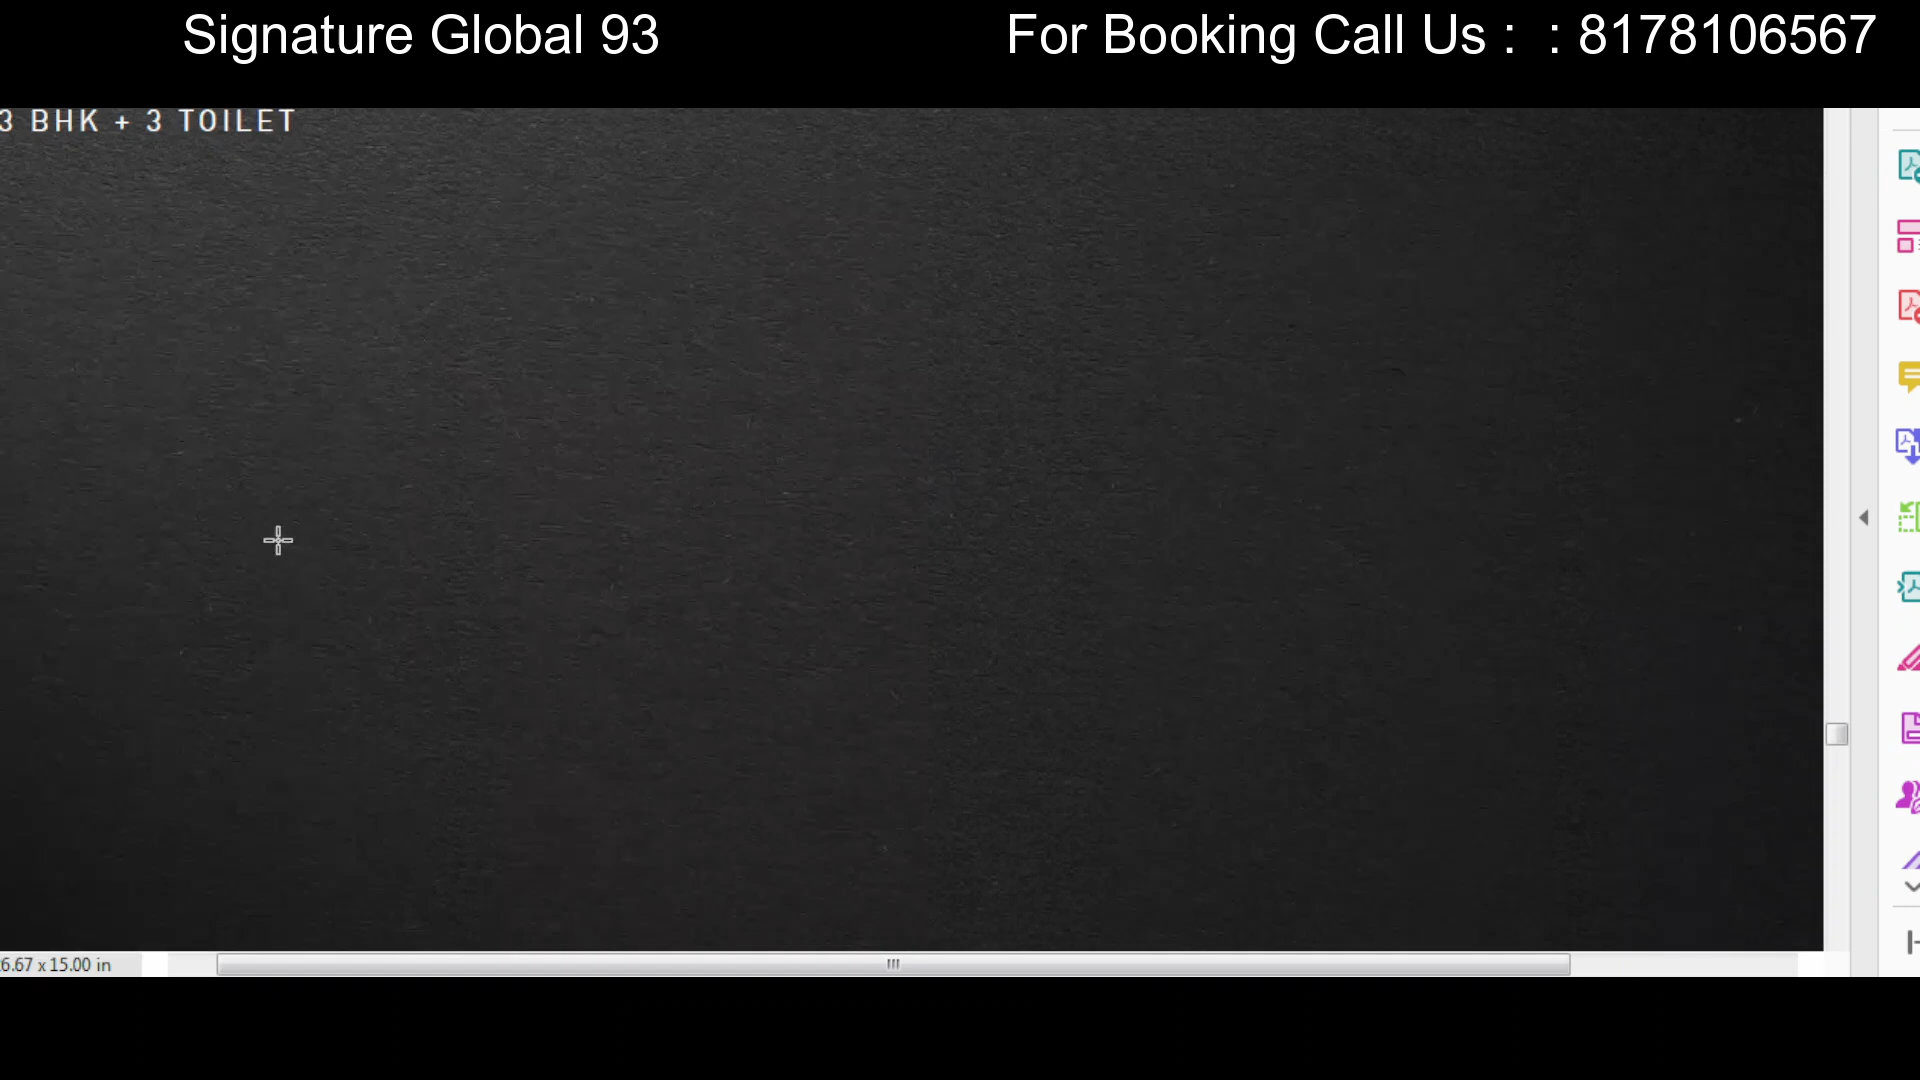 Signature Global 93
For Booking Call Us :  : 8178106567
3 BHK + 3 TOILET
6.67 x 15.00 in